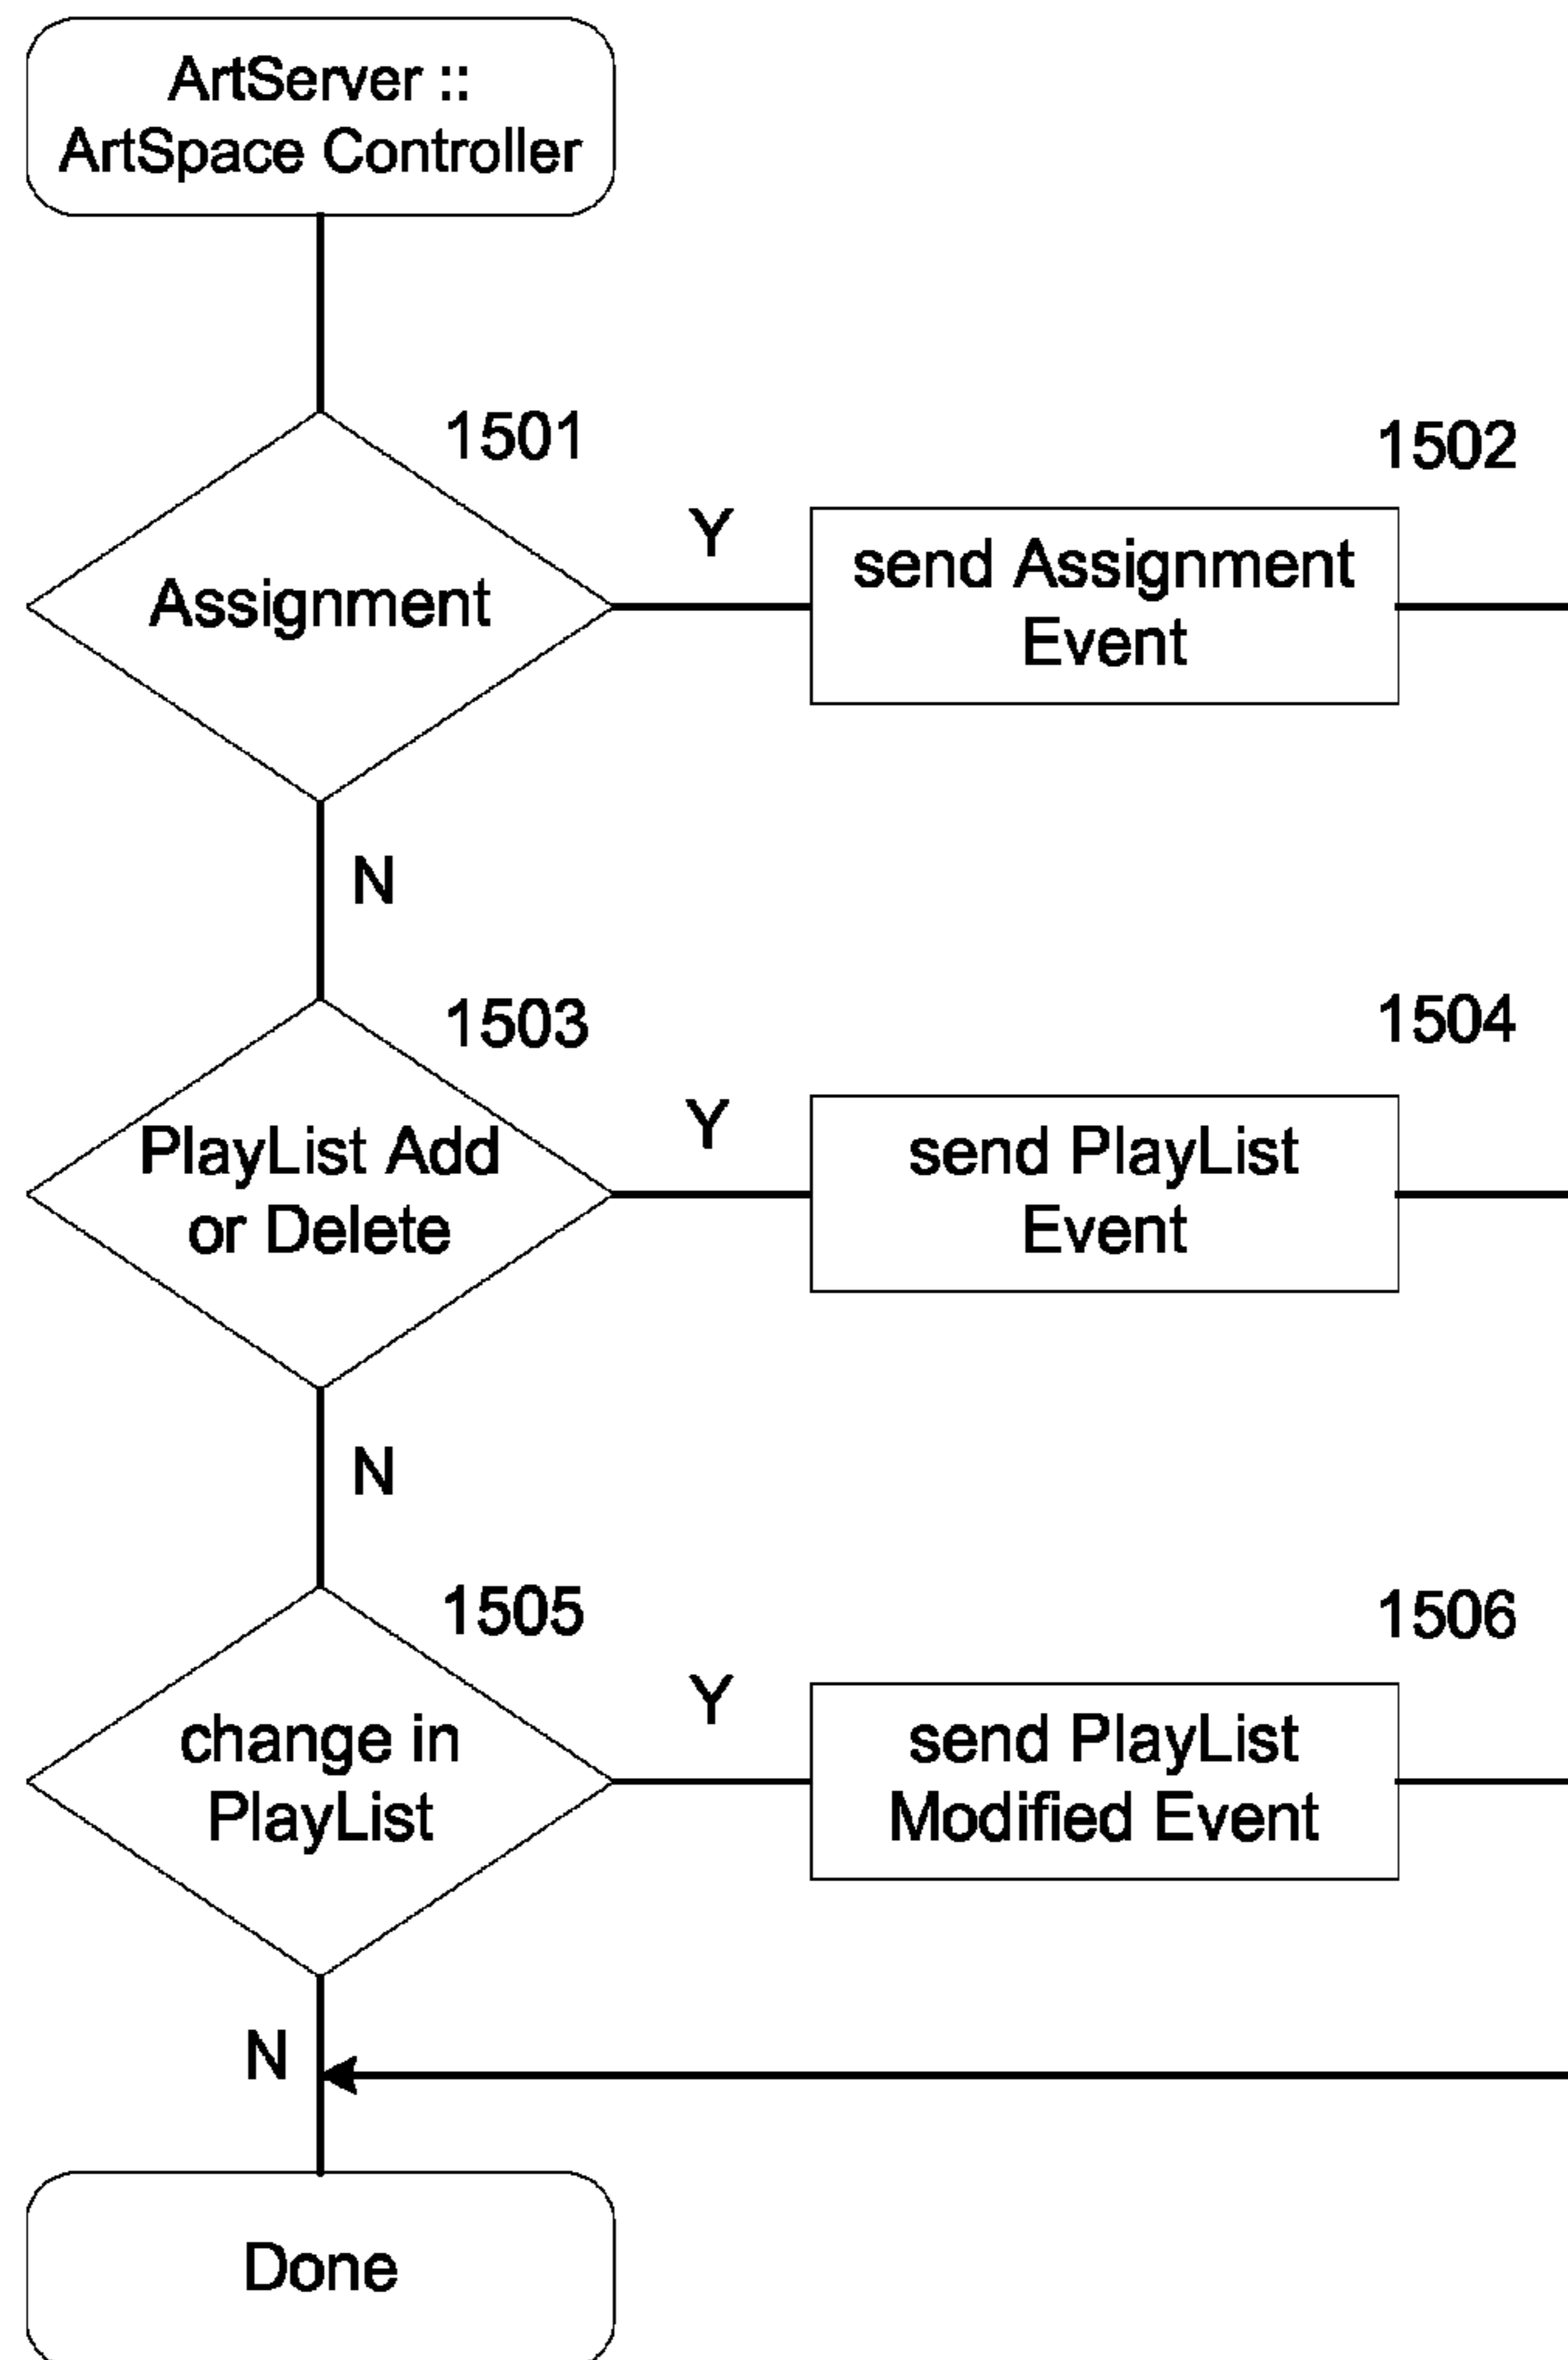 ArtServer ::
ArtSpace Controller
1501
1502
Assignment
Y
send Assignment
Event
N
1503
1504
PlayList Add
or Delete
Y
send PlayList
Event
N
1505
1506
change in
PlayList
Y
send PlayList
Modified Event
N
Done